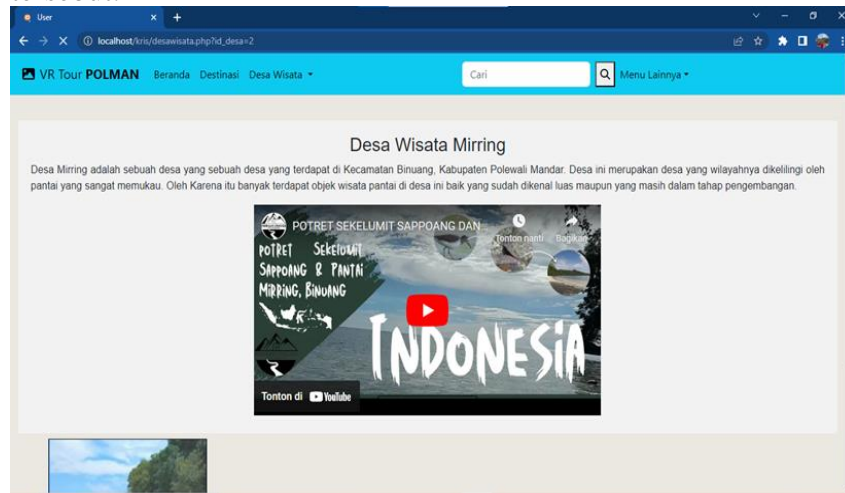 User
localhost/kris/desawisata.php?id_desa=2
VR Tour POLMAN Beranda Destinasi Desa Wisata Cari Menu Lainnya
Desa Wisata Mirring
Desa Mirring adalah sebuah desa yang sebuah desa yang terdapat di Kecamatan Binuang, Kabupaten Polewali Mandar. Desa ini merupakan desa yang wilayahnya dikelilingi oleh
pantai yang sangat memukau. Oleh Karena itu banyak terdapat objek wisata pantai di desa ini baik yang sudah dikenal luas maupun yang masih dalam tahap pengembangan.
POTRET SEKELUMIT SAPPOANG DAN
Tonton nanti Bagikan
POTRET SEKELUMIT
SAPPOANG & PANTAI
MIRRING, BINUANG
INDONESIA
Tonton di YouTube